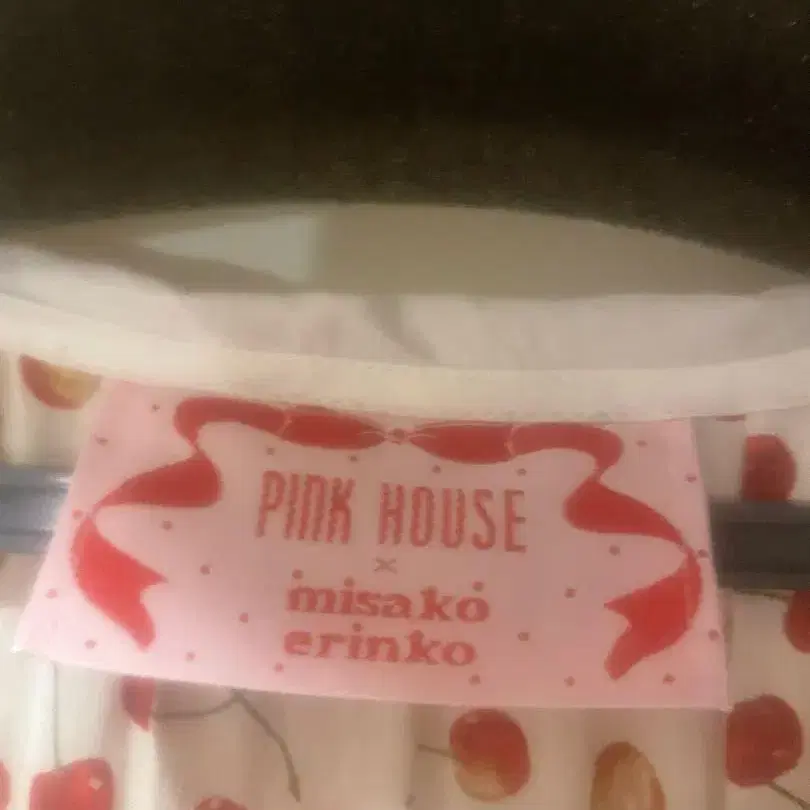 PINK HOUSE
×
misako
erinko